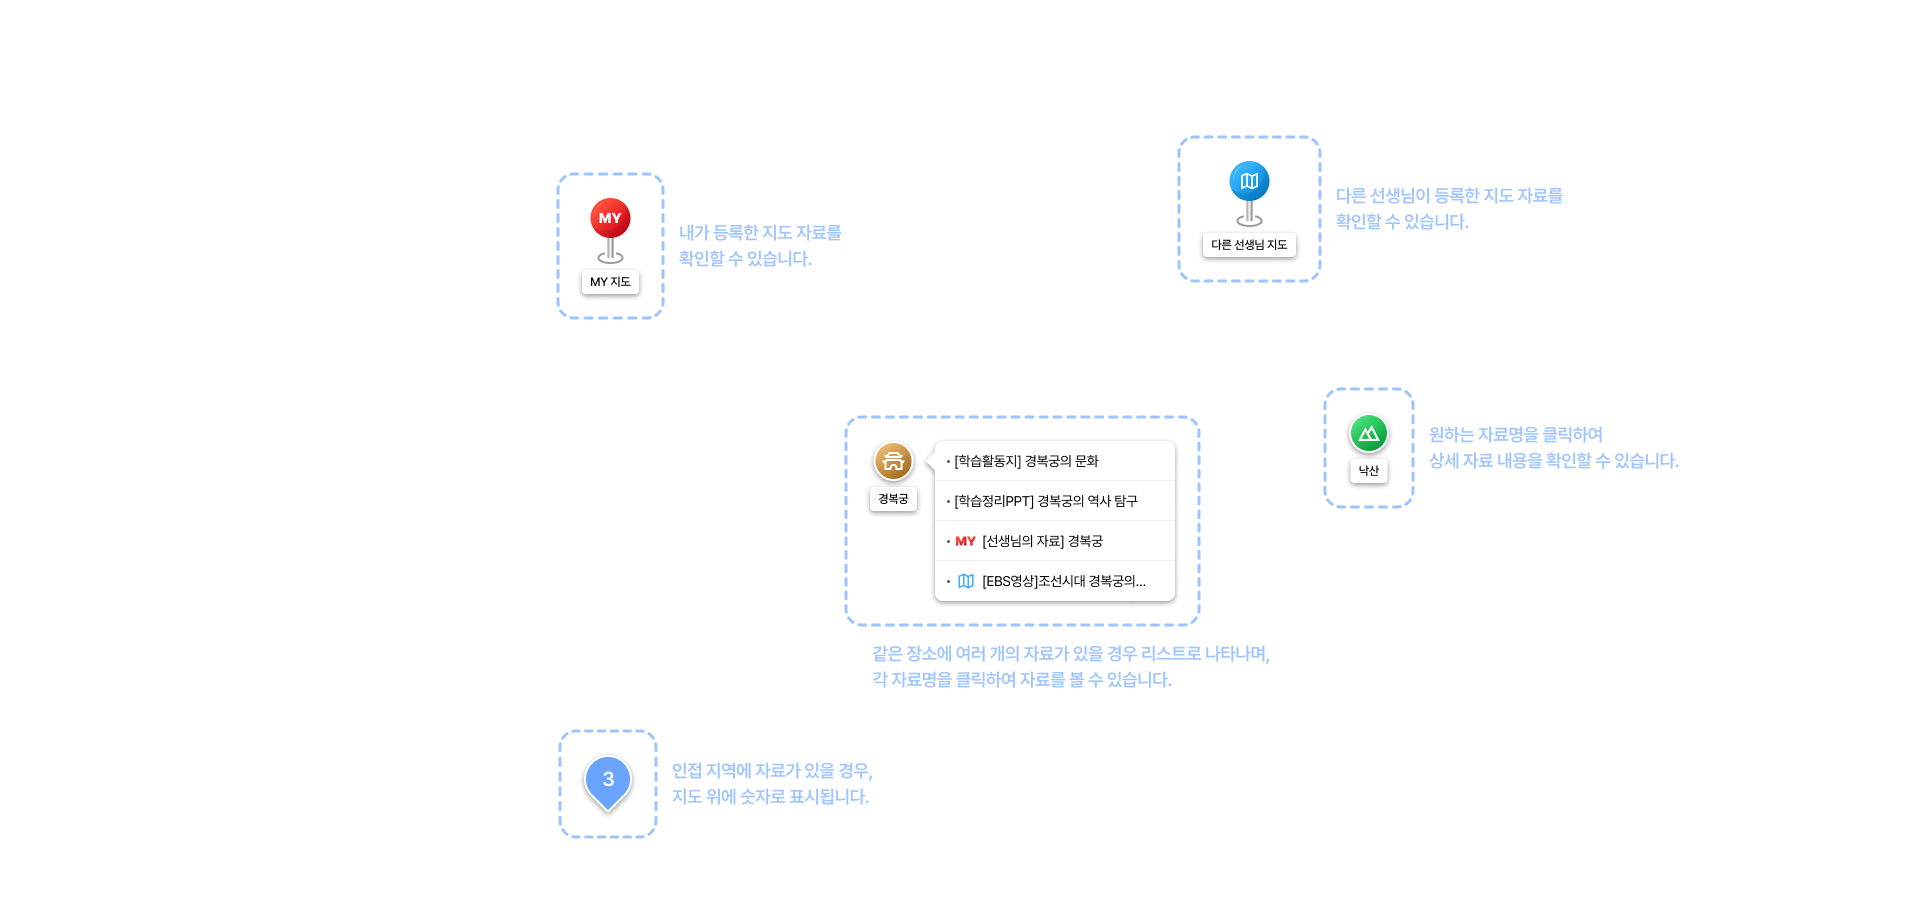 MY
MY 지도
내가 등록한 지도 자료를
확인할 수 있습니다.
다른 선생님 지도
다른 선생님이 등록한 지도 자료를
확인할 수 있습니다.
경복궁
• [학습활동지] 경복궁의 문화
• [학습정리PPT] 경복궁의 역사 탐구
• MY [선생님의 자료] 경복궁
• [EBS영상]조선시대 경복궁의...
같은 장소에 여러 개의 자료가 있을 경우 리스트로 나타나며,
각 자료명을 클릭하여 자료를 볼 수 있습니다.
낙산
원하는 자료명을 클릭하여
상세 자료 내용을 확인할 수 있습니다.
3
인접 지역에 자료가 있을 경우,
지도 위에 숫자로 표시됩니다.